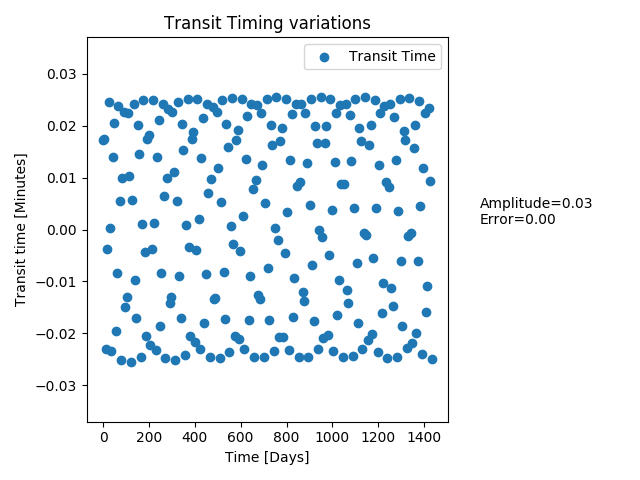 Transit Timing variations
Transit Time
0.03
0.02
0.01
0.00
−0.01
−0.02
−0.03
Transit time [Minutes]
0 200 400 600 800 1000 1200 1400
Time [Days]
Amplitude=0.03
Error=0.00